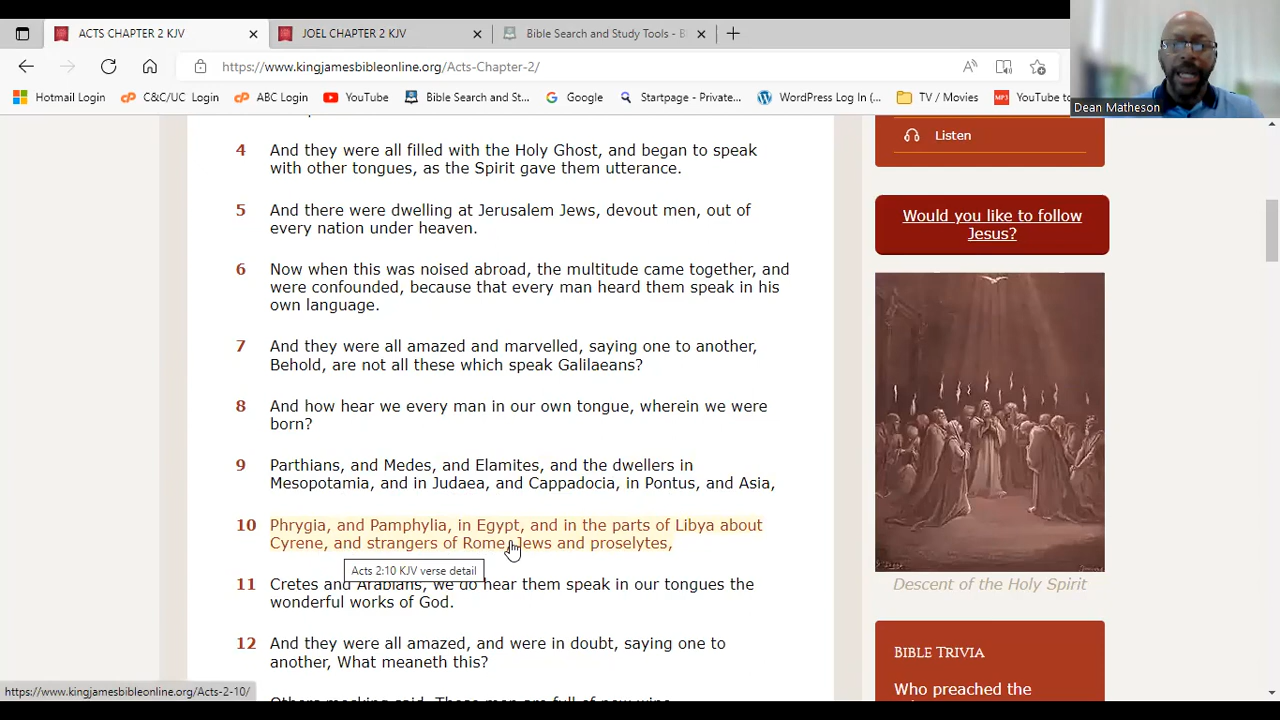 ACTS CHAPTER 2 KJV
JOEL CHAPTER 2 KJV
Bible Search and Study Tools - B
https://www.kingjamesbibleonline.org/Acts-Chapter-2/
Hotmail Login
C&C/UC Login
ABC Login
YouTube
Bible Search and St...
Google
Startpage - Private...
WordPress Log In (...
TV / Movies
YouTube to
Dean Matheson
Listen
4 And they were all filled with the Holy Ghost, and began to speak
with other tongues, as the Spirit gave them utterance.
5 And there were dwelling at Jerusalem Jews, devout men, out of
every nation under heaven.
6 Now when this was noised abroad, the multitude came together, and
were confounded, because that every man heard them speak in his
own language.
7 And they were all amazed and marvelled, saying one to another,
Behold, are not all these which speak Galilaeans?
8 And how hear we every man in our own tongue, wherein we were
born?
9 Parthians, and Medes, and Elamites, and the dwellers in
Mesopotamia, and in Judaea, and Cappadocia, in Pontus, and Asia,
10 Phrygia, and Pamphylia, in Egypt, and in the parts of Libya about
Cyrene, and strangers of Rome, Jews and proselytes,
Acts 2:10 KJV verse detail
11 Cretes and Arabians, we do hear them speak in our tongues the
wonderful works of God.
12 And they were all amazed, and were in doubt, saying one to
another, What meaneth this?
Others mocking said, These men are full of new wine.
Would you like to follow
Jesus?
Descent of the Holy Spirit
BIBLE TRIVIA
Who preached the
https://www.kingjamesbibleonline.org/Acts-2-10/